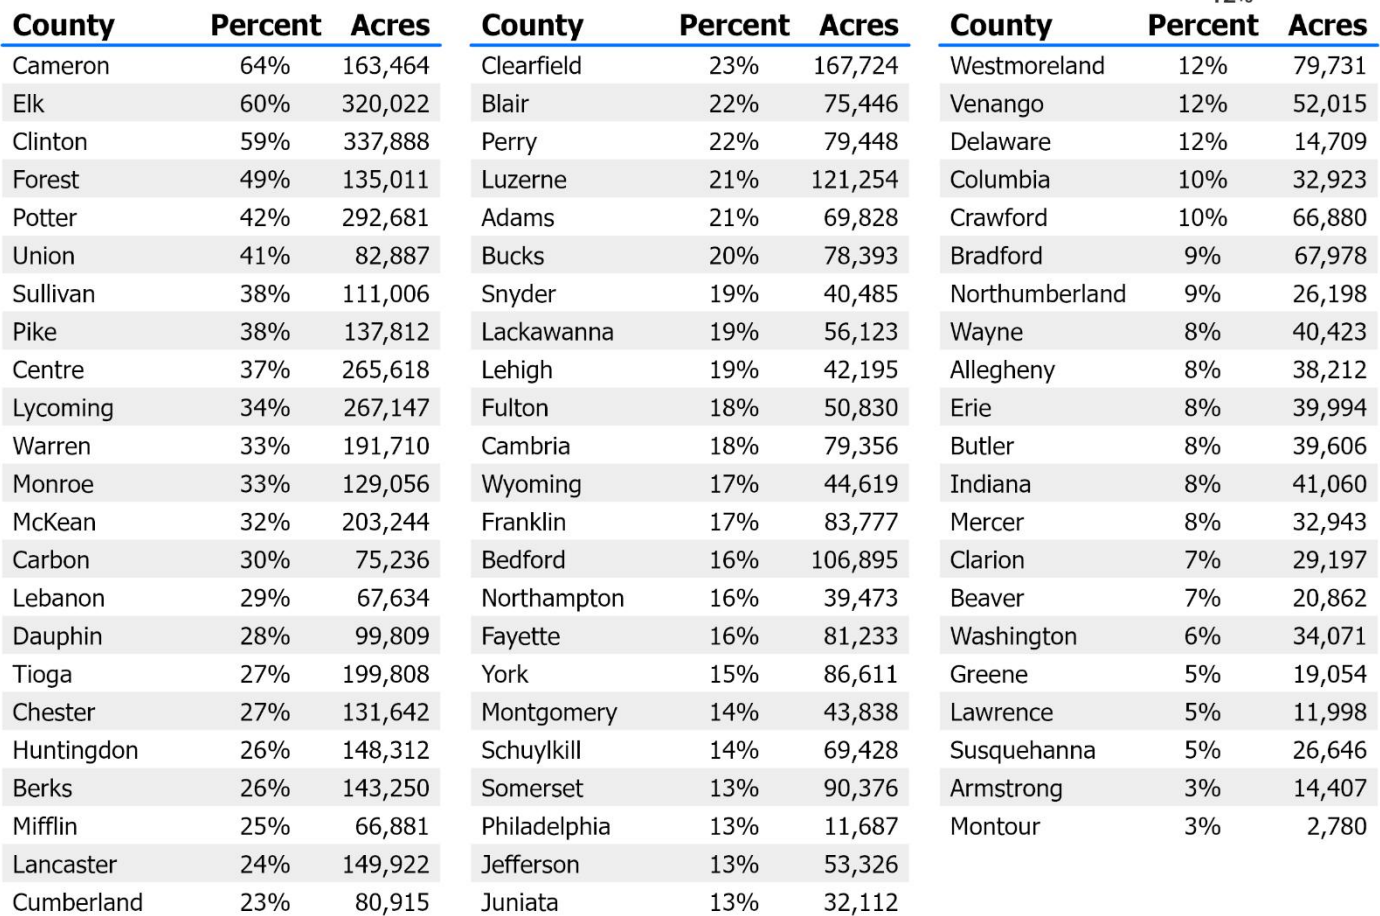 12%
County Percent Acres County Percent Acres County Percent Acres
Cameron 64% 163,464 Clearfield 23% 167,724 Westmoreland 12% 79,731
Elk 60% 320,022 Blair 22% 75,446 Venango 12% 52,015
Clinton 59% 337,888 Perry 22% 79,448 Delaware 12% 14,709
Forest 49% 135,011 Luzerne 21% 121,254 Columbia 10% 32,923
Potter 42% 292,681 Adams 21% 69,828 Crawford 10% 66,880
Union 41% 82,887 Bucks 20% 78,393 Bradford 9% 67,978
Sullivan 38% 111,006 Snyder 19% 40,485 Northumberland 9% 26,198
Pike 38% 137,812 Lackawanna 19% 56,123 Wayne 8% 40,423
Centre 37% 265,618 Lehigh 19% 42,195 Allegheny 8% 38,212
Lycoming 34% 267,147 Fulton 18% 50,830 Erie 8% 39,994
Warren 33% 191,710 Cambria 18% 79,356 Butler 8% 39,606
Monroe 33% 129,056 Wyoming 17% 44,619 Indiana 8% 41,060
McKean 32% 203,244 Franklin 17% 83,777 Mercer 8% 32,943
Carbon 30% 75,236 Bedford 16% 106,895 Clarion 7% 29,197
Lebanon 29% 67,634 Northampton 16% 39,473 Beaver 7% 20,862
Dauphin 28% 99,809 Fayette 16% 81,233 Washington 6% 34,071
Tioga 27% 199,808 York 15% 86,611 Greene 5% 19,054
Chester 27% 131,642 Montgomery 14% 43,838 Lawrence 5% 11,998
Huntingdon 26% 148,312 Schuylkill 14% 69,428 Susquehanna 5% 26,646
Berks 26% 143,250 Somerset 13% 90,376 Armstrong 3% 14,407
Mifflin 25% 66,881 Philadelphia 13% 11,687 Montour 3% 2,780
Lancaster 24% 149,922 Jefferson 13% 53,326
Cumberland 23% 80,915 Juniata 13% 32,112